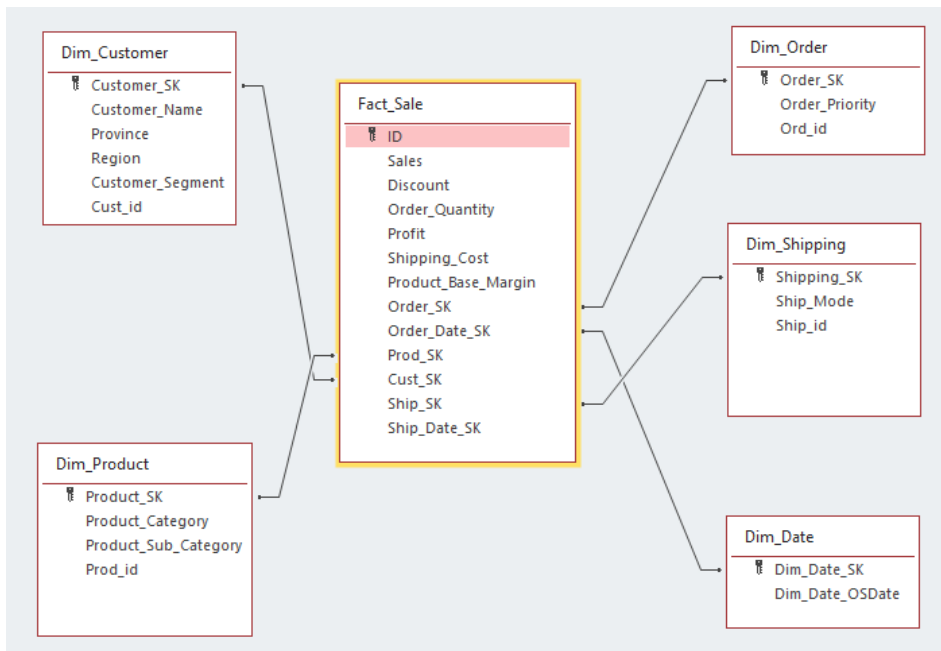 Dim_Customer
Customer_SK
Customer_Name
Province
Region
Customer_Segment
Cust_id
Fact_Sale
ID
Sales
Discount
Order_Quantity
Profit
Shipping_Cost
Product_Base_Margin
Order_SK
Order_Date_SK
Prod_SK
Cust_SK
Ship_SK
Ship_Date_SK
Dim_Order
Order_SK
Order_Priority
Ord_id
Dim_Shipping
Shipping_SK
Ship_Mode
Ship_id
Dim_Product
Product_SK
Product_Category
Product_Sub_Category
Prod_id
Dim_Date
Dim_Date_SK
Dim_Date_OSDate